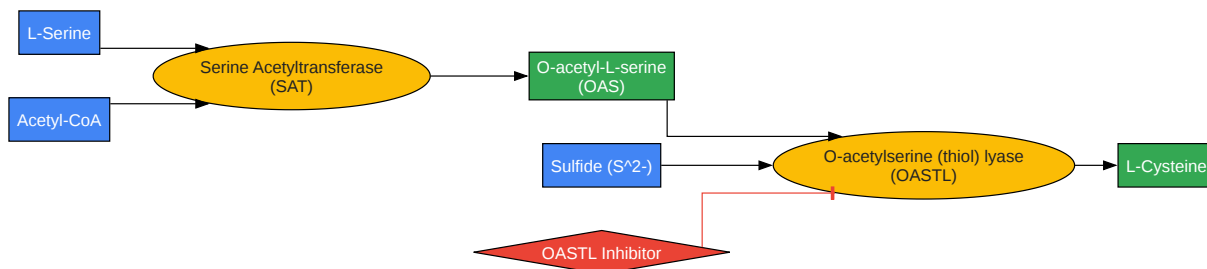 L-Serine
Acetyl-CoA
Serine Acetyltransferase
(SAT)
O-acetyl-L-serine
(OAS)
Sulfide (S^2-)
O-acetylserine (thiol) lyase
(OASTL)
L-Cysteine
OASTL Inhibitor